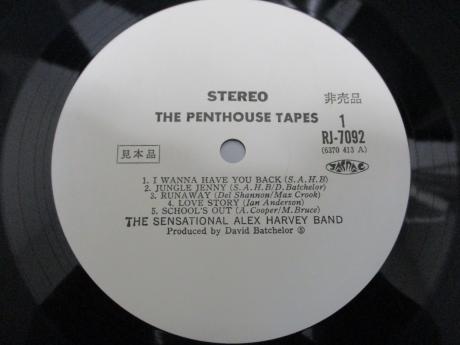 STEREO
非売品
THE PENTHOUSE TAPES
1
RJ-7092
(6370 413 A)
見本品
1. I WANNA HAVE YOU BACK (S.A.H.B)
2. JUNGLE JENNY (S.A.H.B/D. Batchelor)
3. RUNAWAY (Del Shannon/Max Crook)
4. LOVE STORY (Ian Anderson)
5. SCHOOL'S OUT (A. Cooper/M. Bruce)
THE SENSATIONAL ALEX HARVEY BAND
Produced by David Batchelor Ⓢ